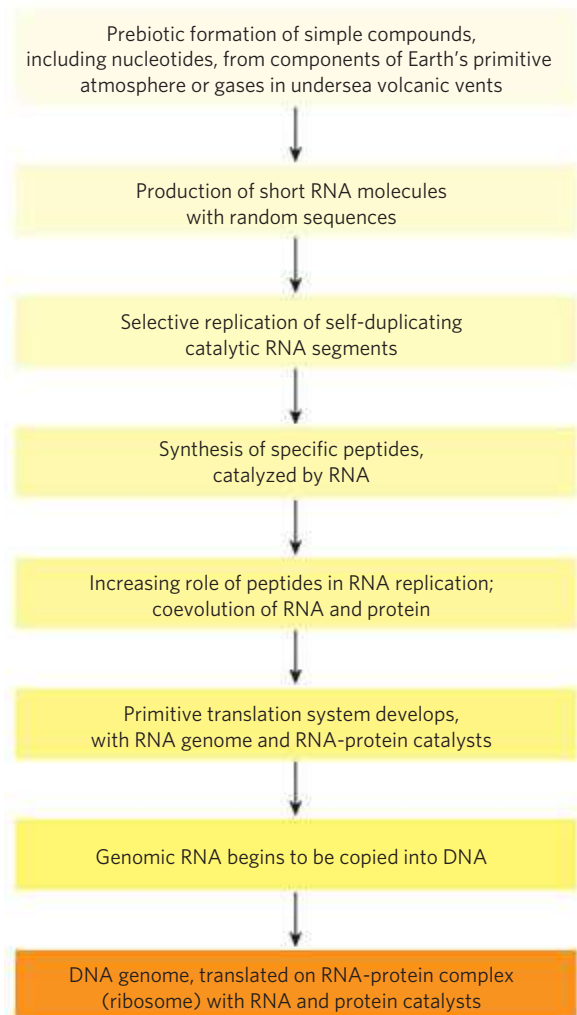 Prebiotic formation of simple compounds,
including nucleotides, from components of Earth's primitive
atmosphere or gases in undersea volcanic vents
Production of short RNA molecules
with random sequences
Selective replication of self-duplicating
catalytic RNA segments
Synthesis of specific peptides,
catalyzed by RNA
Increasing role of peptides in RNA replication;
coevolution of RNA and protein
Primitive translation system develops,
with RNA genome and RNA-protein catalysts
Genomic RNA begins to be copied into DNA
DNA genome, translated on RNA-protein complex
(ribosome) with RNA and protein catalysts